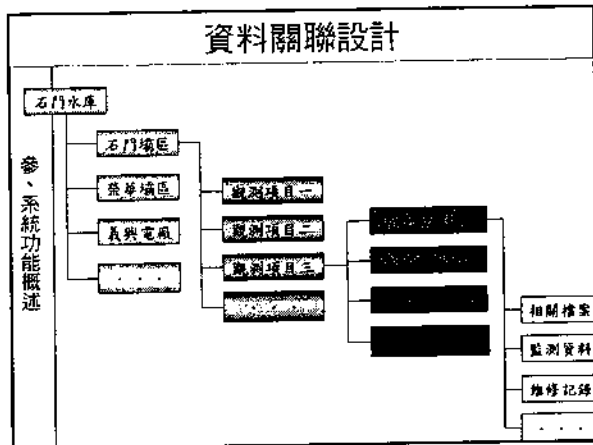 資料關聯設計
參、系統功能概述
石門水庫
石門壩區
榮華壩區
義興電廠
· · ·
觀測項目一
觀測項目二
觀測項目三
相關檔案
監測資料
維修記錄
· · ·